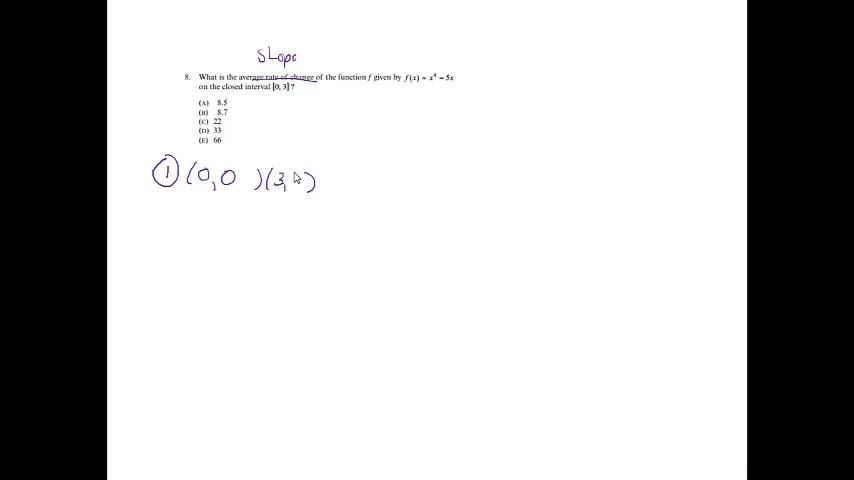 SLope
8. What is the average rate of change of the function f given by f(x) = x⁴ − 5x
on the closed interval [0, 3]?
(A) 8.5
(B) 8.7
(C) 22
(D) 33
(E) 66
① (0, 0 ) (3, )